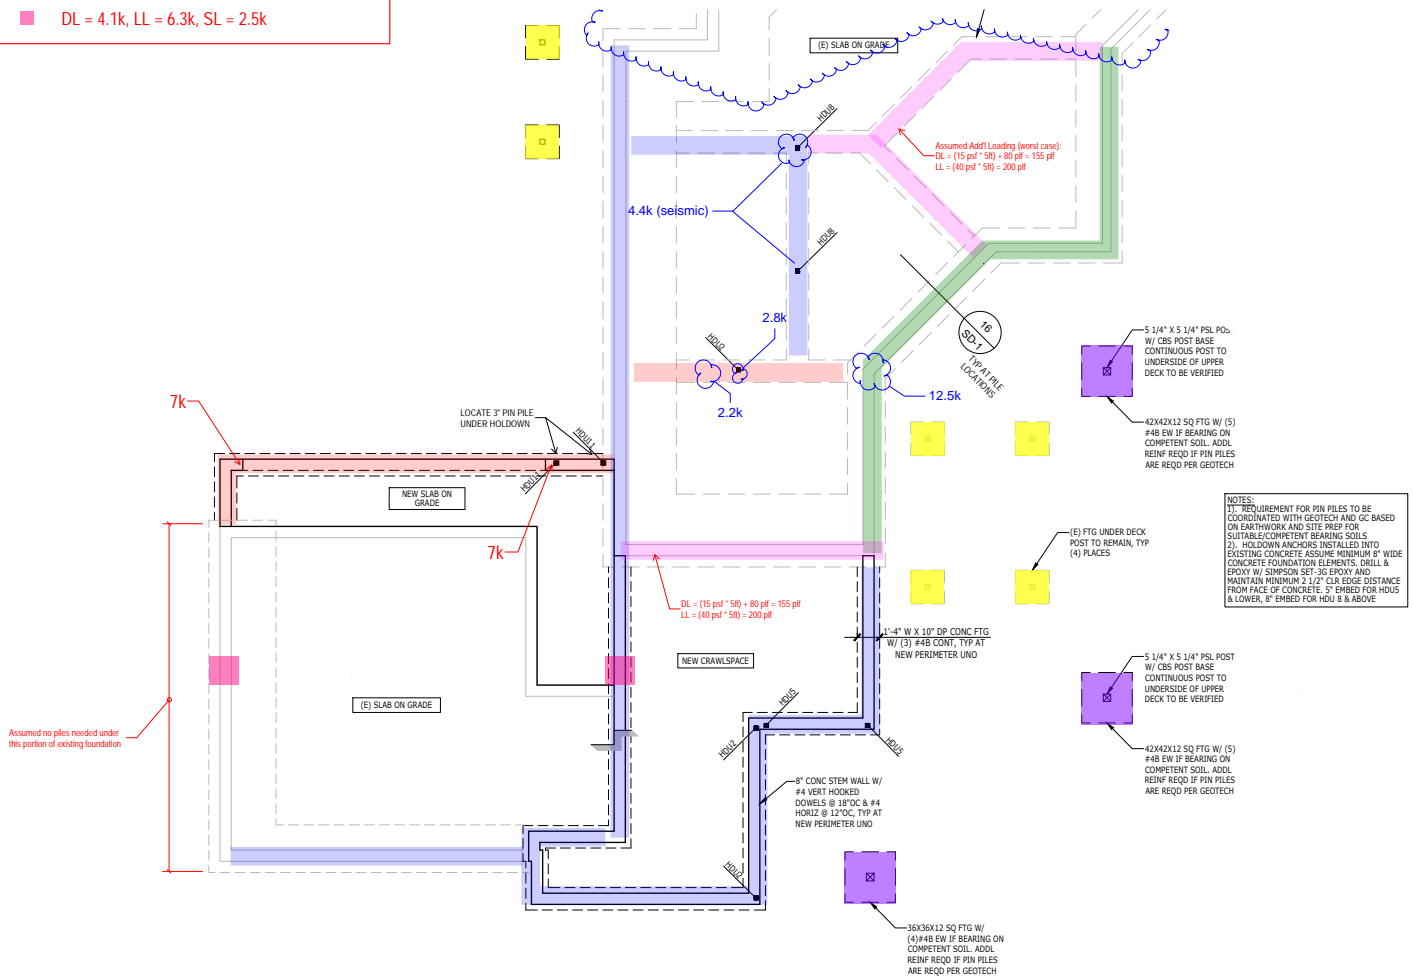 DL = 4.1k, LL = 6.3k, SL = 2.5k
(E) SLAB ON GRADE
HDU8
Assumed Add'l Loading (worst case):
DL = (15 psf * 5ft) + 80 plf = 155 plf
LL = (40 psf * 5ft) = 200 plf
4.4k (seismic)
HDU8
2.8k
HDU2
2.2k
12.5k
16
SD-1
TYP AT PILE
LOCATIONS
5 1/4" X 5 1/4" PSL POST
W/ CBS POST BASE
CONTINUOUS POST TO
UNDERSIDE OF UPPER
DECK TO BE VERIFIED
42X42X12 SQ FTG W/ (5)
#4B EW IF BEARING ON
COMPETENT SOIL. ADDL
REINF REQD IF PIN PILES
ARE REQD PER GEOTECH
7k
LOCATE 3" PIN PILE
UNDER HOLDOWN
HDU11
HDU11
7k
NEW SLAB ON
GRADE
NOTES:
1). REQUIREMENT FOR PIN PILES TO BE
COORDINATED WITH GEOTECH AND GC BASED
ON EARTHWORK AND SITE PREP FOR
SUITABLE/COMPETENT BEARING SOILS
2). HOLDOWN ANCHORS INSTALLED INTO
EXISTING CONCRETE ASSUME MINIMUM 8" WIDE
CONCRETE FOUNDATION ELEMENTS. DRILL &
EPOXY W/ SIMPSON SET-3G EPOXY AND
MAINTAIN MINIMUM 2 1/2" CLR EDGE DISTANCE
FROM FACE OF CONCRETE. 5" EMBED FOR HDU5
& LOWER, 8" EMBED FOR HDU 8 & ABOVE
(E) FTG UNDER DECK
POST TO REMAIN, TYP
(4) PLACES
DL = (15 psf * 5ft) + 80 plf = 155 plf
LL = (40 psf * 5ft) = 200 plf
1'-4" W X 10" DP CONC FTG
W/ (3) #4B CONT, TYP AT
NEW PERIMETER UNO
NEW CRAWLSPACE
5 1/4" X 5 1/4" PSL POST
W/ CBS POST BASE
CONTINUOUS POST TO
UNDERSIDE OF UPPER
DECK TO BE VERIFIED
(E) SLAB ON GRADE
HDU5
HDU2
HDU5
Assumed no piles needed under
this portion of existing foundation
42X42X12 SQ FTG W/ (5)
#4B EW IF BEARING ON
COMPETENT SOIL. ADDL
REINF REQD IF PIN PILES
ARE REQD PER GEOTECH
8" CONC STEM WALL W/
#4 VERT HOOKED
DOWELS @ 18"OC & #4
HORIZ @ 12"OC, TYP AT
NEW PERIMETER UNO
HDU2
36X36X12 SQ FTG W/
(4)#4B EW IF BEARING ON
COMPETENT SOIL. ADDL
REINF REQD IF PIN PILES
ARE REQD PER GEOTECH